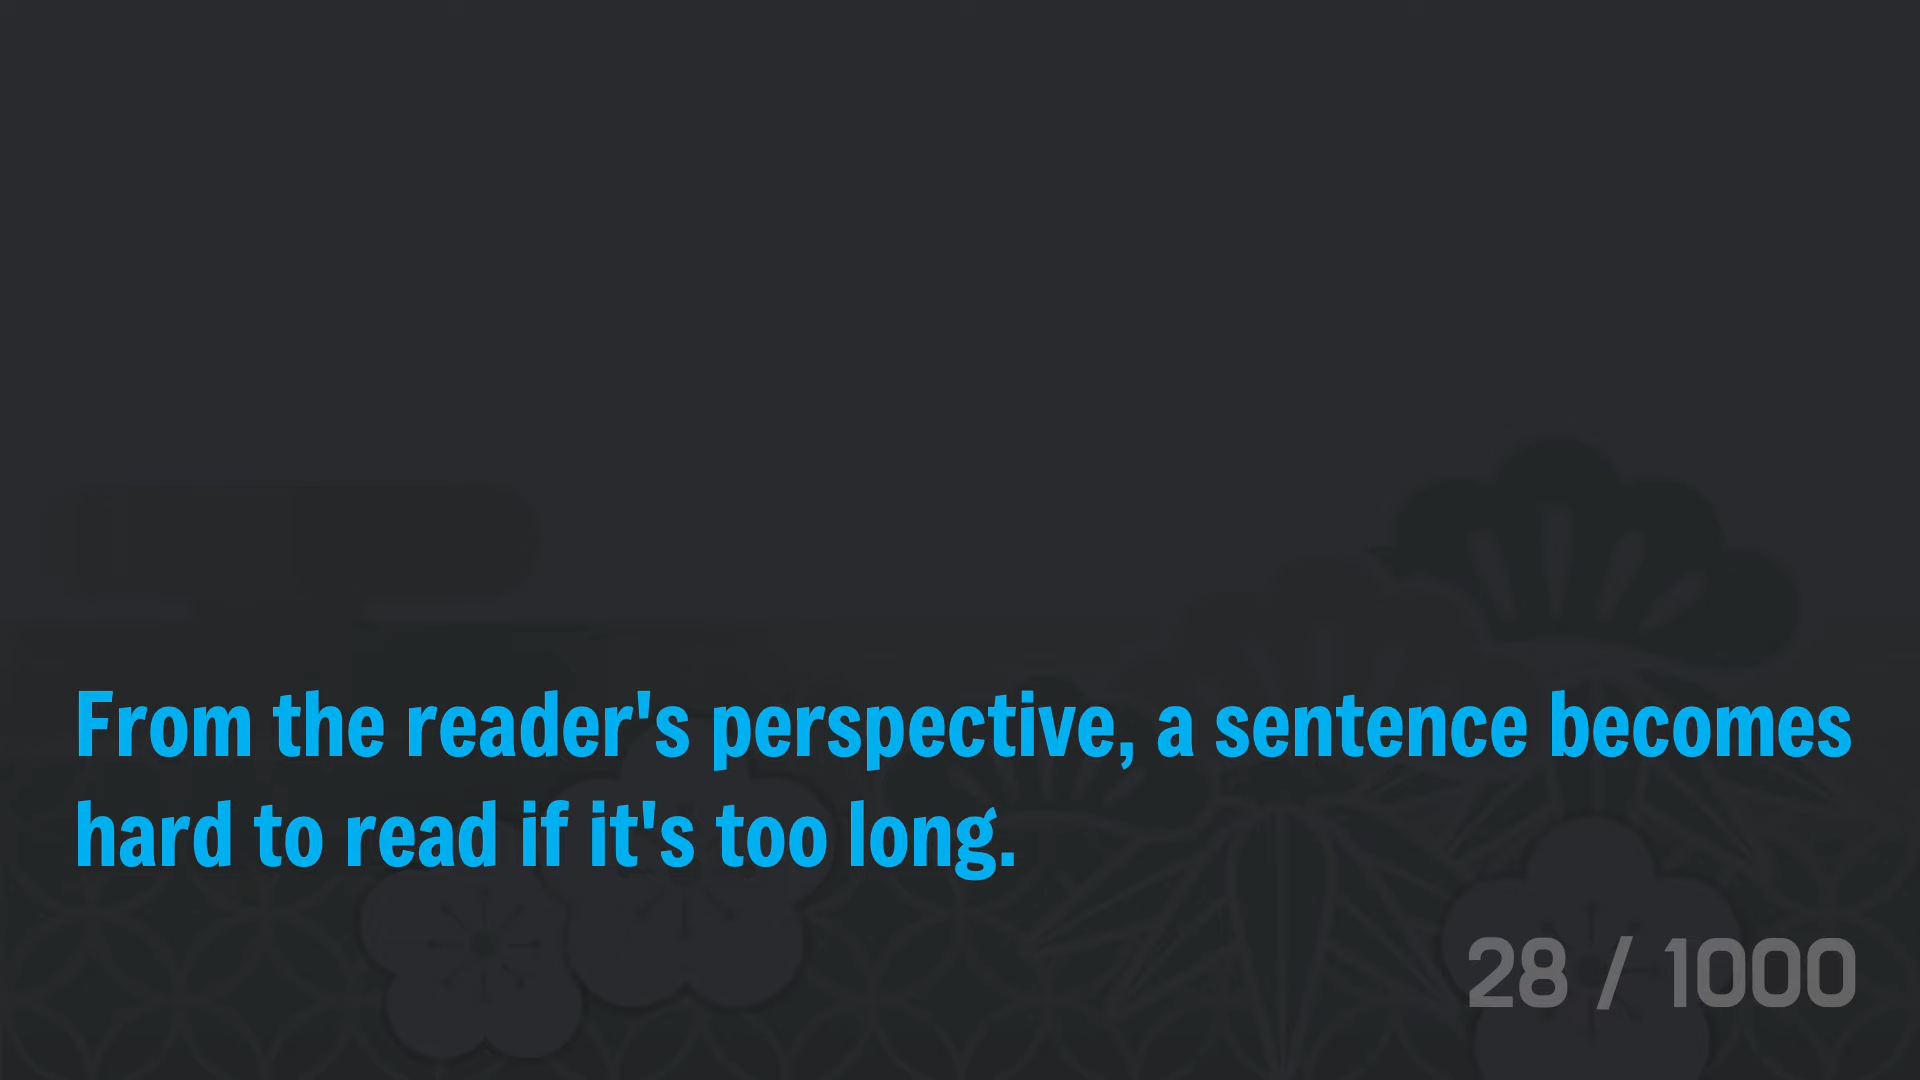 From the reader's perspective, a sentence becomes
hard to read if it's too long.
28 / 1000